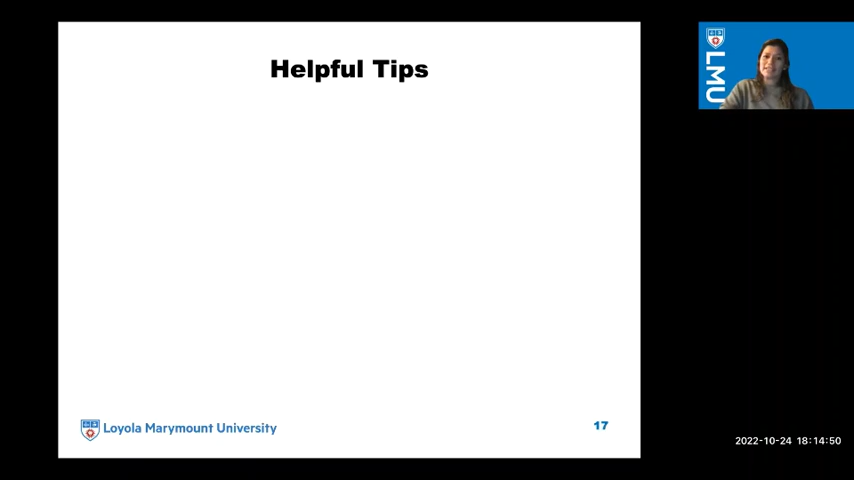 Helpful Tips
LMU
Loyola Marymount University
17
2022-10-24 18:14:50